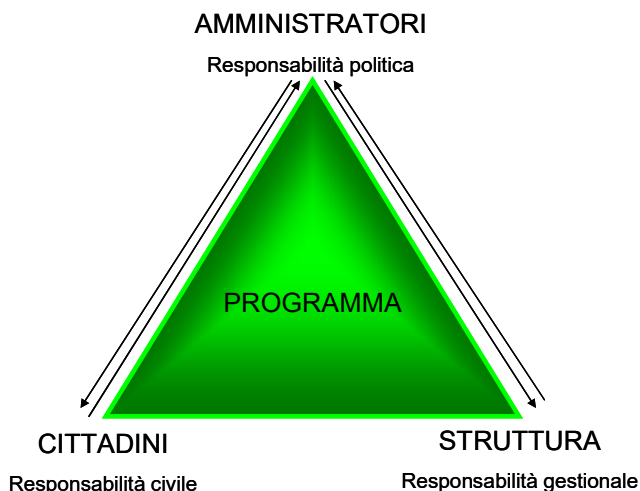 AMMINISTRATORI
Responsabilità politica
PROGRAMMA
CITTADINI
STRUTTURA
Responsabilità civile
Responsabilità gestionale